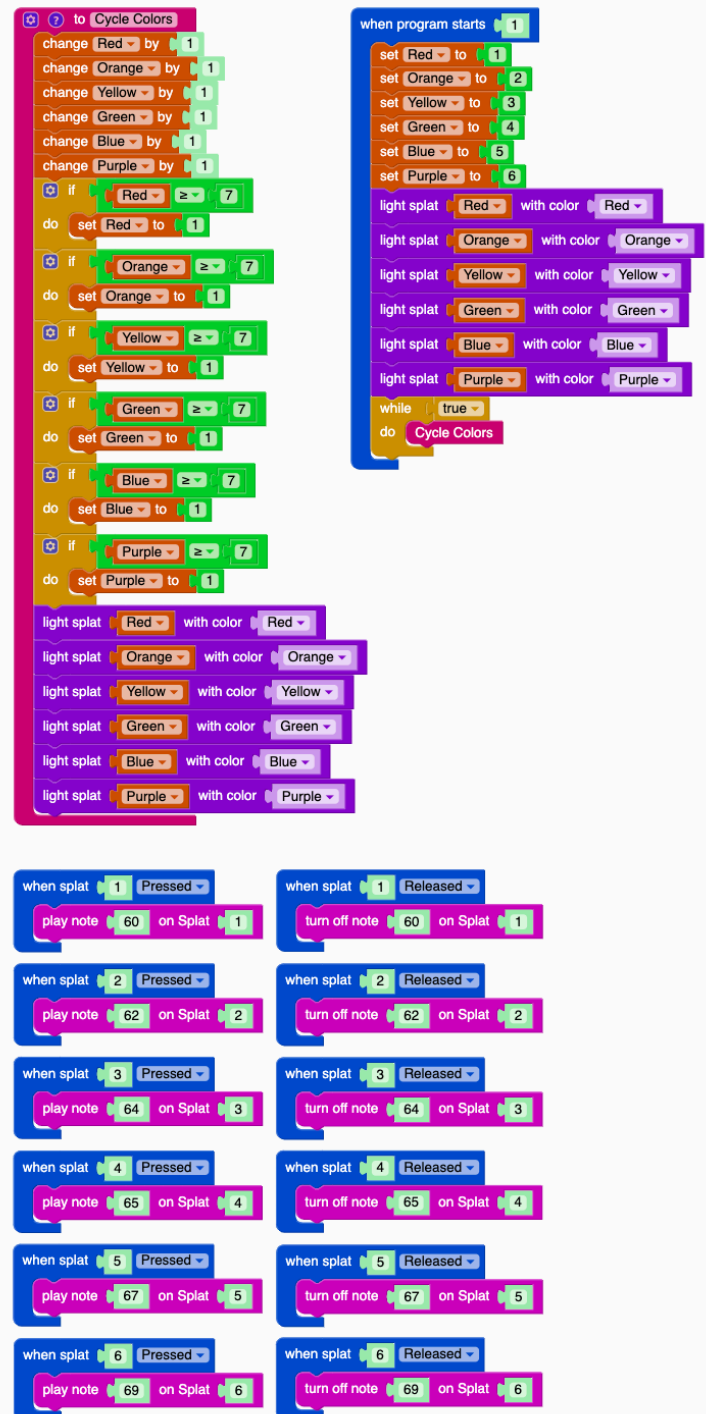 to Cycle Colors
change Red by 1
change Orange by 1
change Yellow by 1
change Green by 1
change Blue by 1
change Purple by 1
if Red ≥ 7
do set Red to 1
if Orange ≥ 7
do set Orange to 1
if Yellow ≥ 7
do set Yellow to 1
if Green ≥ 7
do set Green to 1
if Blue ≥ 7
do set Blue to 1
if Purple ≥ 7
do set Purple to 1
light splat Red with color Red
light splat Orange with color Orange
light splat Yellow with color Yellow
light splat Green with color Green
light splat Blue with color Blue
light splat Purple with color Purple
when program starts 1
set Red to 1
set Orange to 2
set Yellow to 3
set Green to 4
set Blue to 5
set Purple to 6
light splat Red with color Red
light splat Orange with color Orange
light splat Yellow with color Yellow
light splat Green with color Green
light splat Blue with color Blue
light splat Purple with color Purple
while true
do Cycle Colors
when splat 1 Pressed
play note 60 on Splat 1
when splat 1 Released
turn off note 60 on Splat 1
when splat 2 Pressed
play note 62 on Splat 2
when splat 2 Released
turn off note 62 on Splat 2
when splat 3 Pressed
play note 64 on Splat 3
when splat 3 Released
turn off note 64 on Splat 3
when splat 4 Pressed
play note 65 on Splat 4
when splat 4 Released
turn off note 65 on Splat 4
when splat 5 Pressed
play note 67 on Splat 5
when splat 5 Released
turn off note 67 on Splat 5
when splat 6 Pressed
play note 69 on Splat 6
when splat 6 Released
turn off note 69 on Splat 6